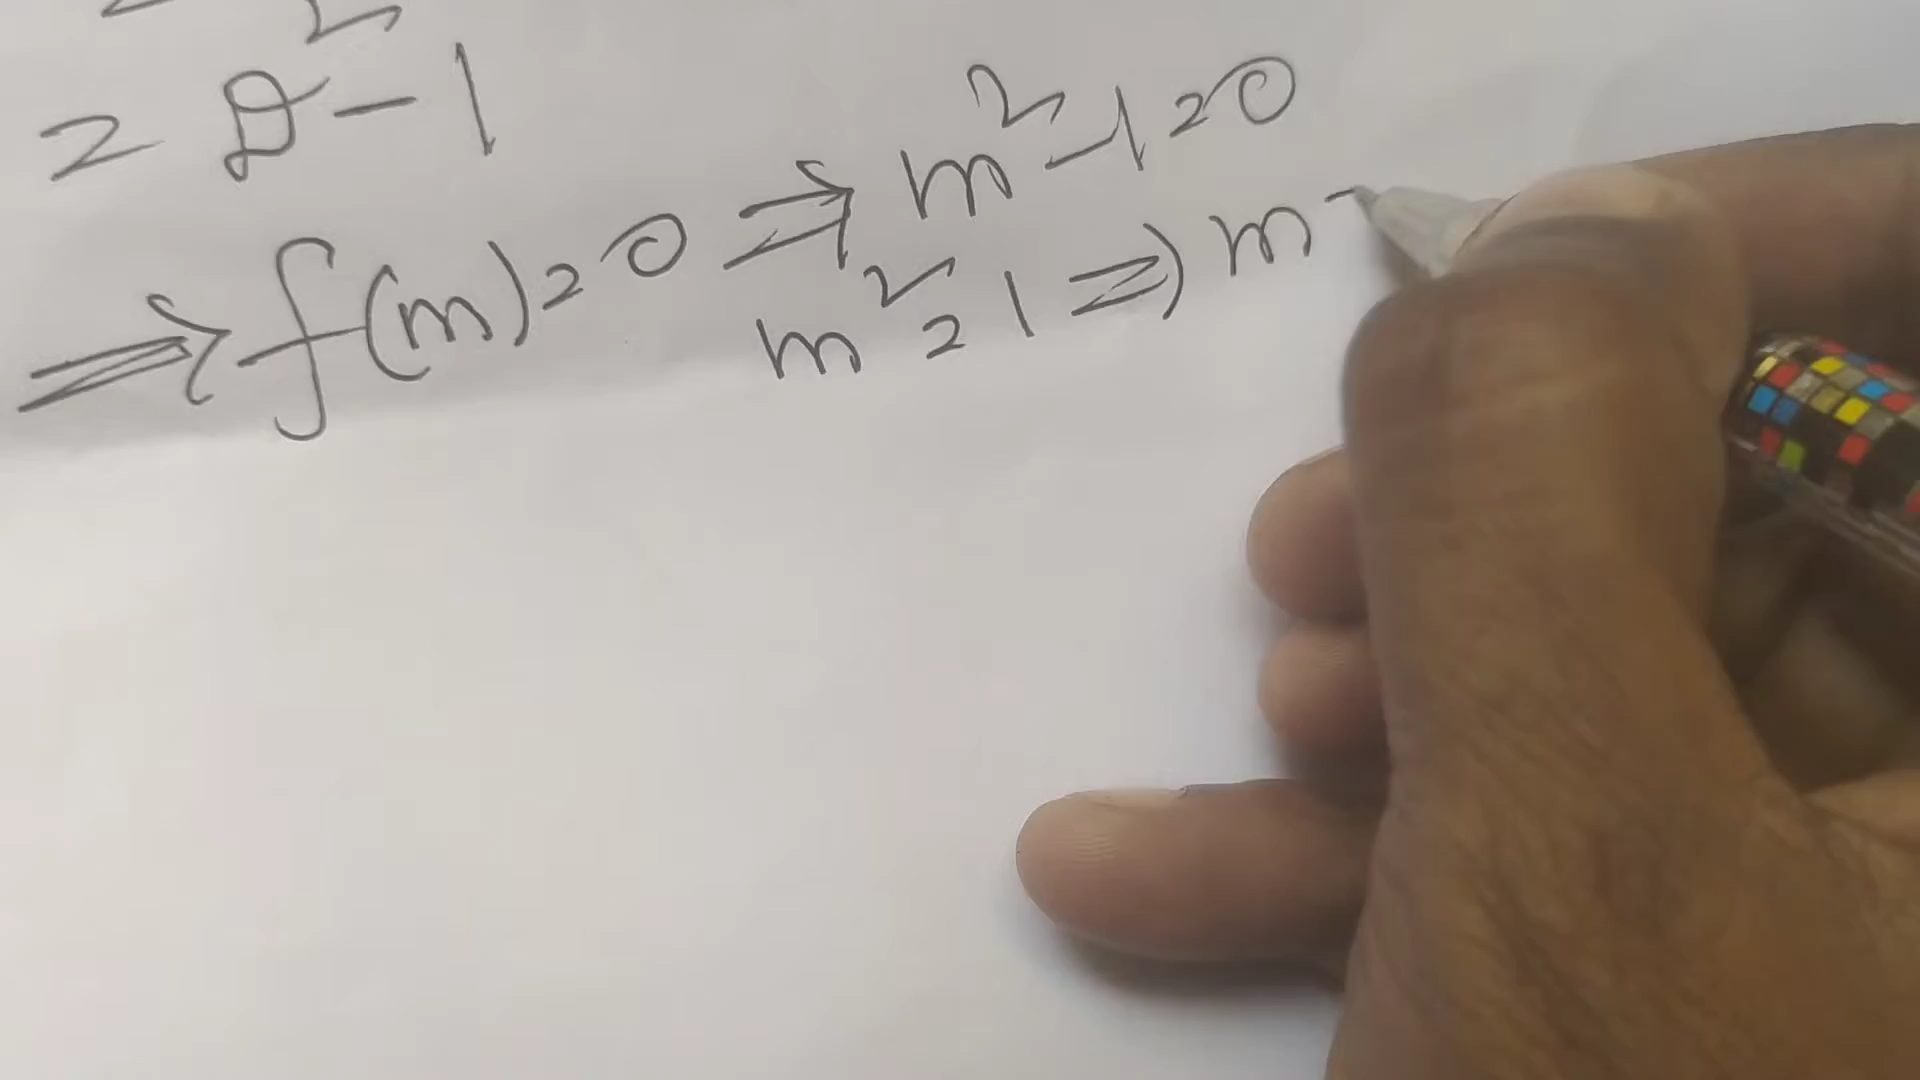 = D² - 1
⇒ f(m) = 0 ⇒ m² - 1 = 0
m² = 1 ⇒ m